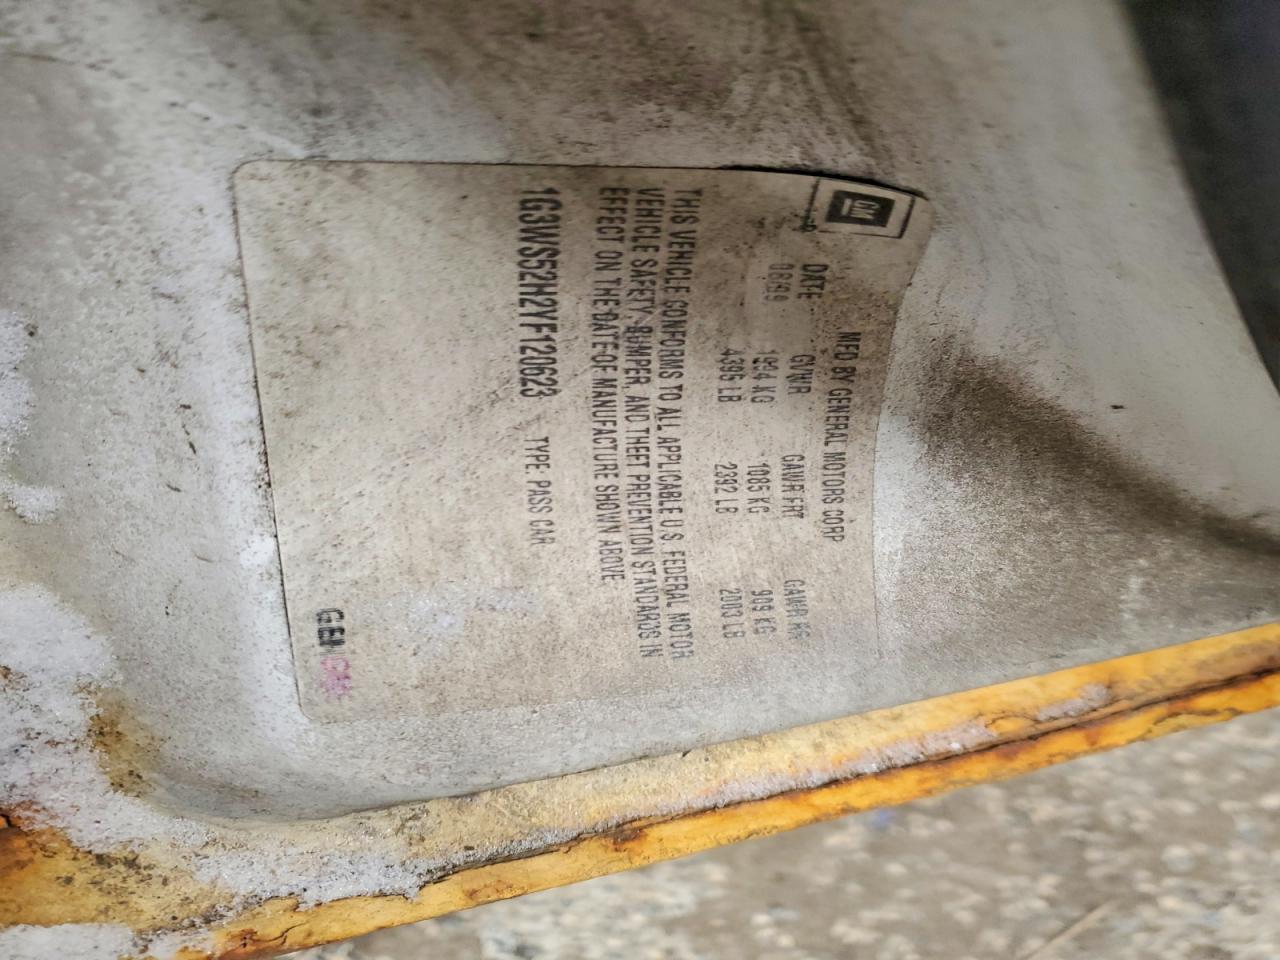 GM
MFD BY GENERAL MOTORS CORP
DATE GVWR GAWR FRT GAWR RR
08/99 1994 KG 1085 KG 909 KG
4395 LB 2392 LB 2003 LB
THIS VEHICLE CONFORMS TO ALL APPLICABLE U.S. FEDERAL MOTOR
VEHICLE SAFETY, BUMPER, AND THEFT PREVENTION STANDARDS IN
EFFECT ON THE DATE OF MANUFACTURE SHOWN ABOVE
1G3WS52H2YF120623 TYPE: PASS CAR